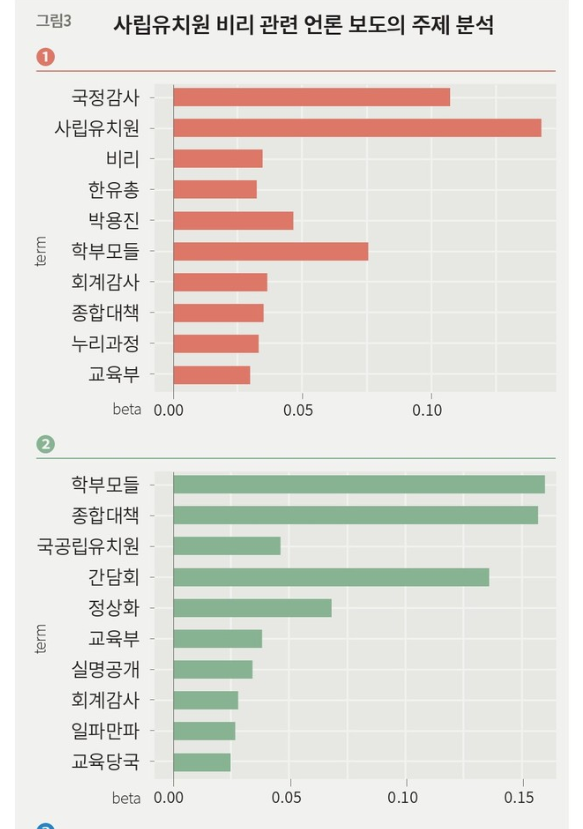 그림3 사립유치원 비리 관련 언론 보도의 주제 분석
1
국정감사
사립유치원
비리
한유총
박용진
학부모들
회계감사
종합대책
누리과정
교육부
term
beta 0.00 0.05 0.10
2
학부모들
종합대책
국공립유치원
간담회
정상화
교육부
실명공개
회계감사
일파만파
교육당국
term
beta 0.00 0.05 0.10 0.15